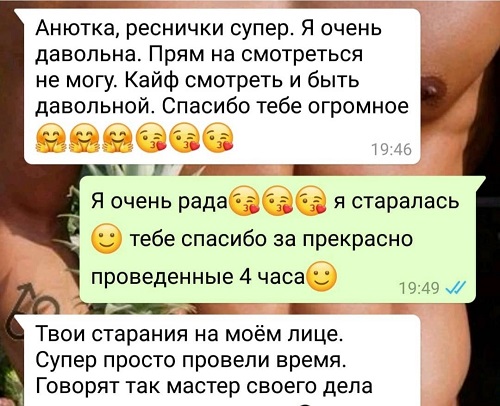 Анютка, реснички супер. Я очень
давольна. Прям на смотреться
не могу. Кайф смотреть и быть
давольной. Спасибо тебе огромное
🤗🤗🤗😘😘😘
19:46
Я очень рада😘😘😘 я старалась
🙂 тебе спасибо за прекрасно
проведенные 4 часа🙂
19:49
Твои старания на моём лице.
Супер просто провели время.
Говорят так мастер своего дела